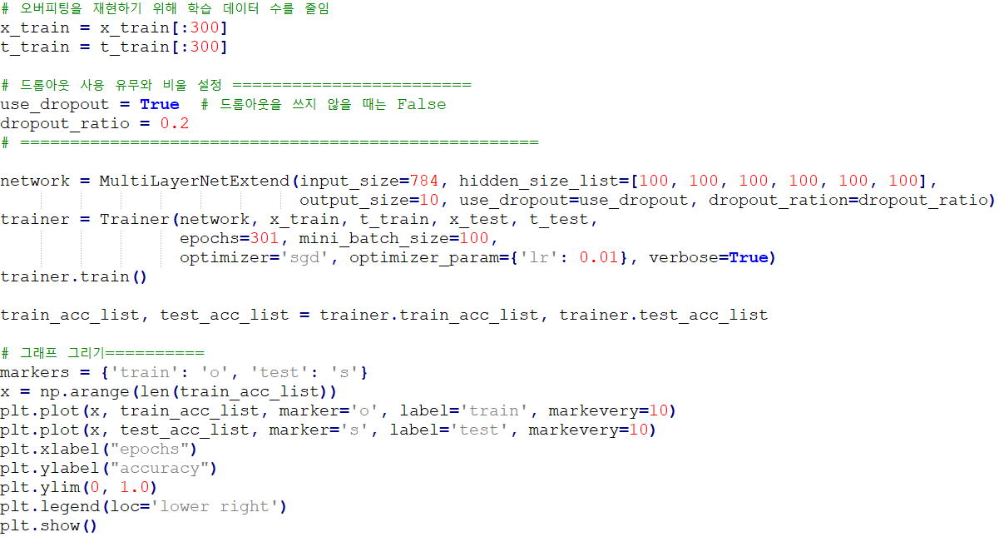 # 오버피팅을 재현하기 위해 학습 데이터 수를 줄임
x_train = x_train[:300]
t_train = t_train[:300]
# 드롭아웃 사용 유무와 비울 설정 ========================
use_dropout = True  # 드롭아웃을 쓰지 않을 때는 False
dropout_ratio = 0.2
# ====================================================
network = MultiLayerNetExtend(input_size=784, hidden_size_list=[100, 100, 100, 100, 100, 100],
                              output_size=10, use_dropout=use_dropout, dropout_ration=dropout_ratio)
trainer = Trainer(network, x_train, t_train, x_test, t_test,
                  epochs=301, mini_batch_size=100,
                  optimizer='sgd', optimizer_param={'lr': 0.01}, verbose=True)
trainer.train()
train_acc_list, test_acc_list = trainer.train_acc_list, trainer.test_acc_list
# 그래프 그리기==========
markers = {'train': 'o', 'test': 's'}
x = np.arange(len(train_acc_list))
plt.plot(x, train_acc_list, marker='o', label='train', markevery=10)
plt.plot(x, test_acc_list, marker='s', label='test', markevery=10)
plt.xlabel("epochs")
plt.ylabel("accuracy")
plt.ylim(0, 1.0)
plt.legend(loc='lower right')
plt.show()